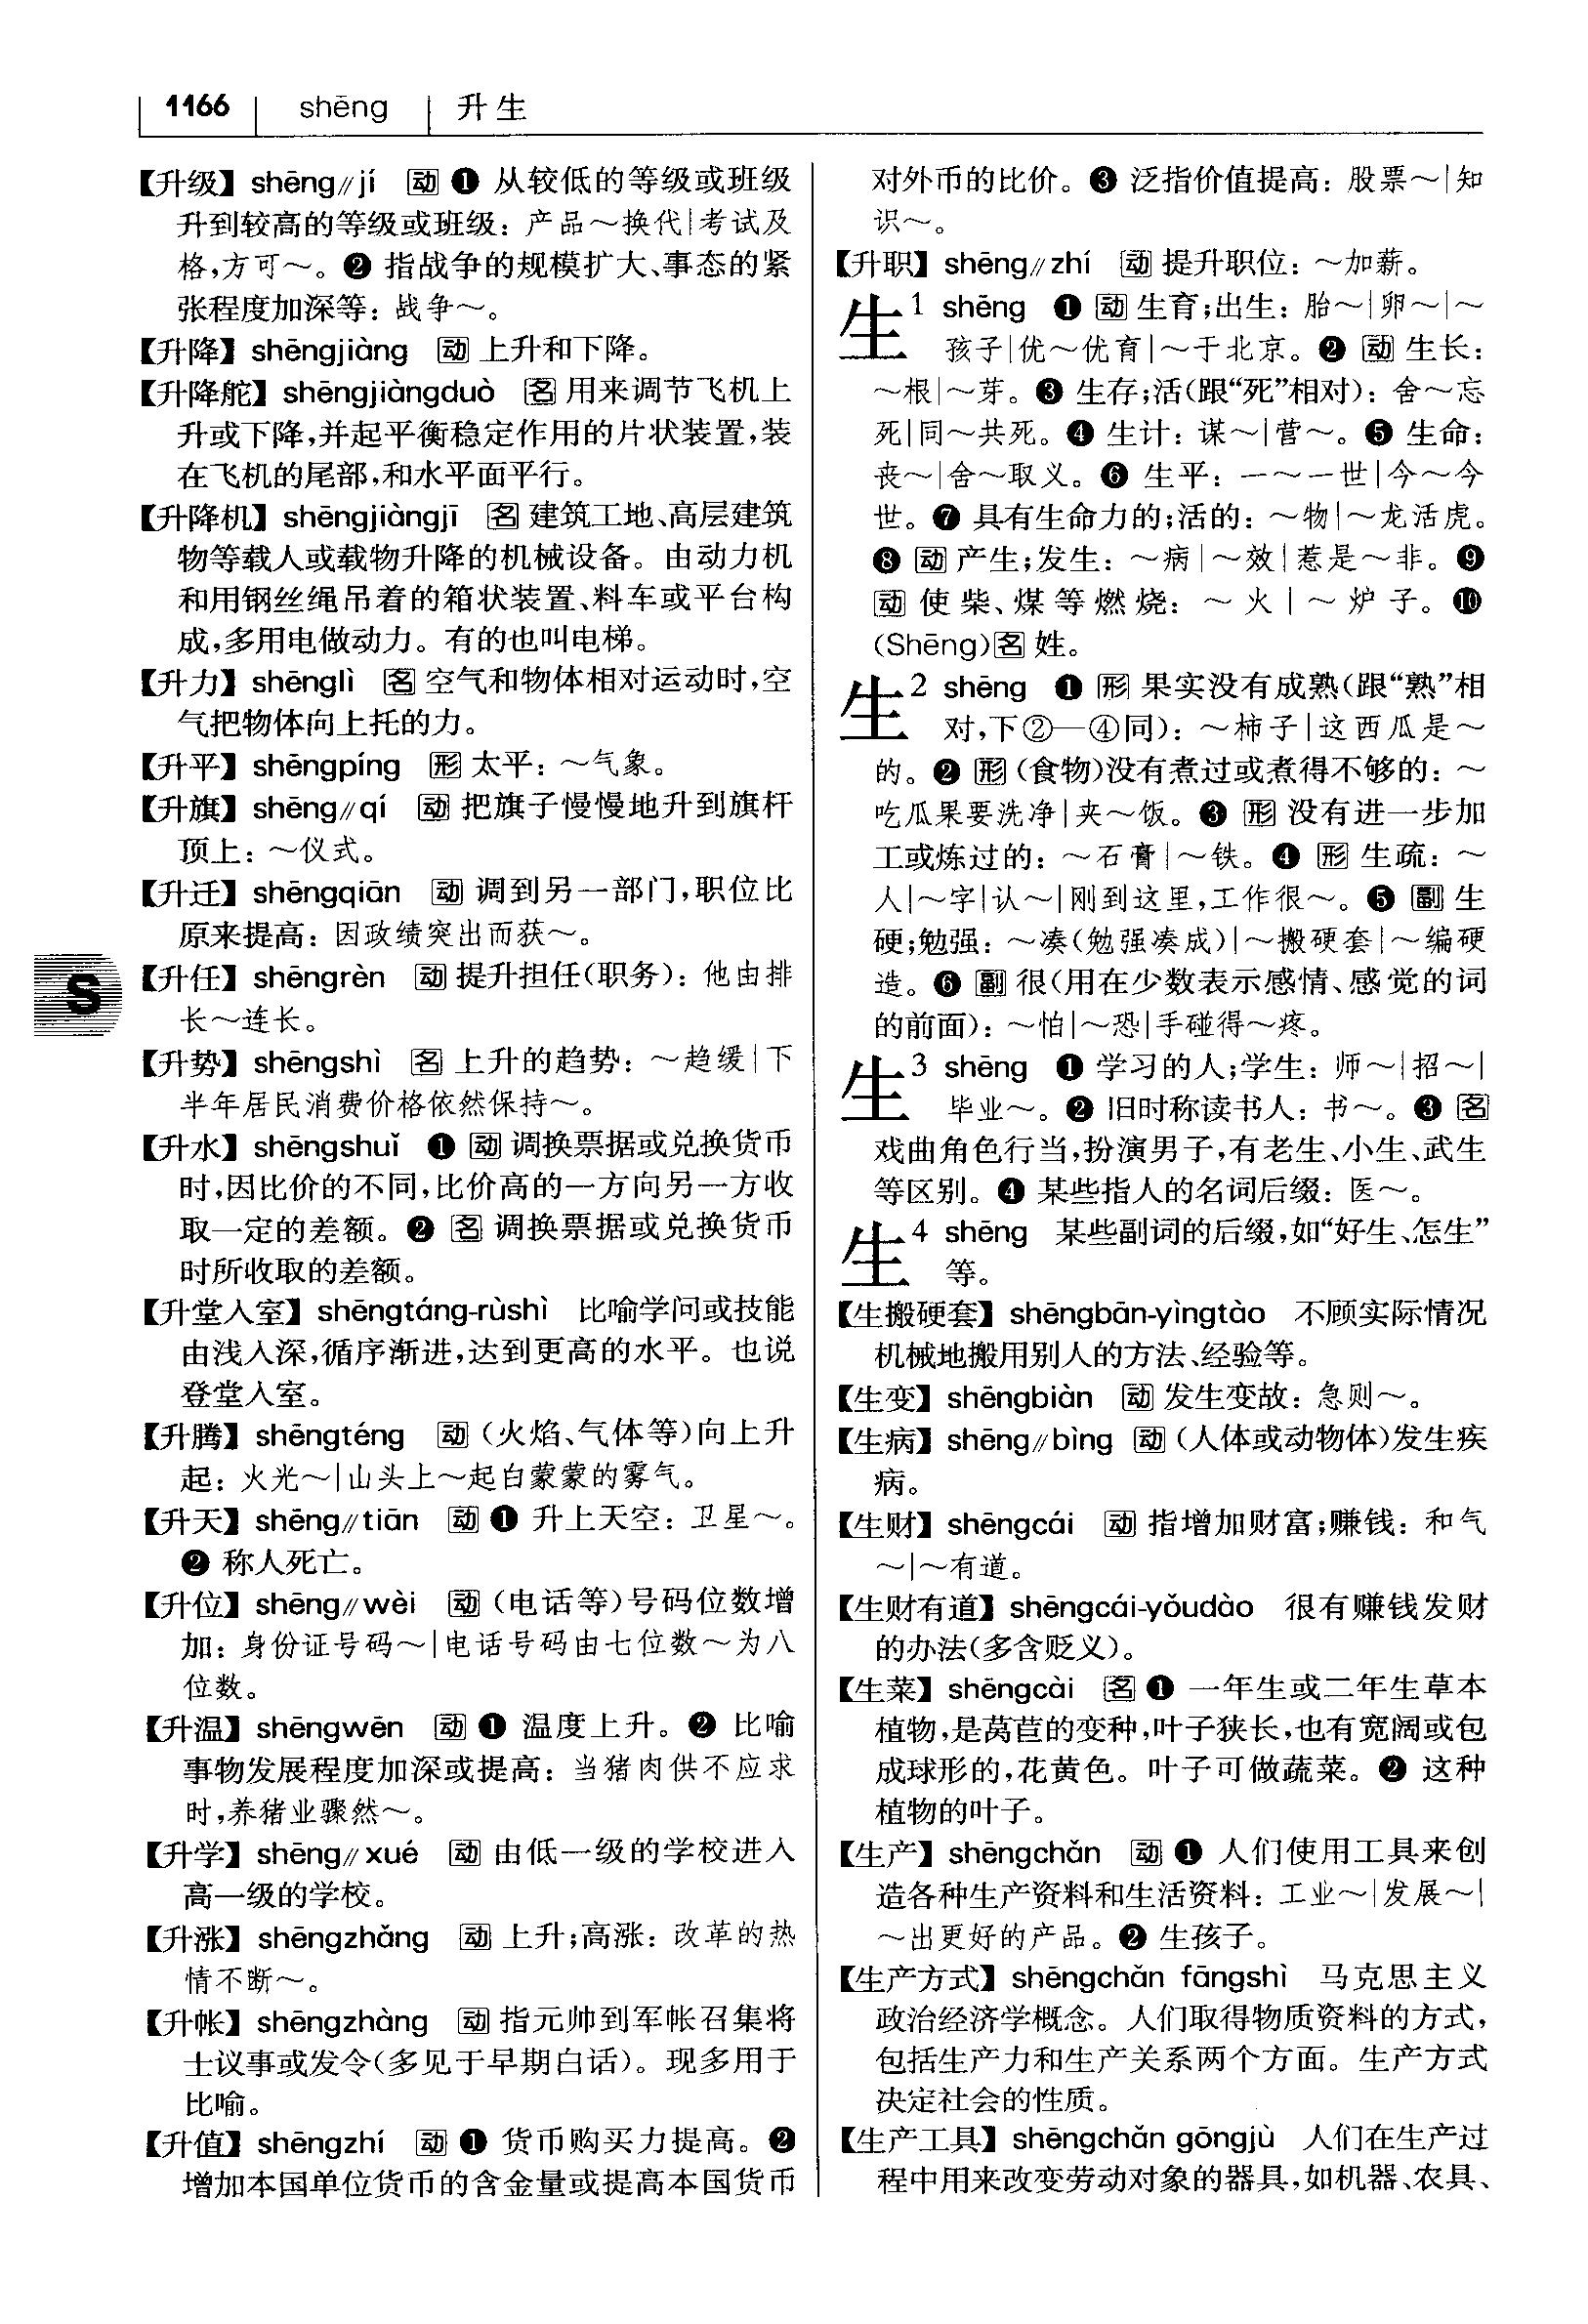 1166 shēng 升生
【升级】shēng∥jí 动 ❶ 从较低的等级或班级
升到较高的等级或班级：产品～换代|考试及
格，方可～。❷ 指战争的规模扩大、事态的紧
张程度加深等：战争～。
【升降】shēngjiàng 动 上升和下降。
【升降舵】shēngjiàngduò 名 用来调节飞机上
升或下降，并起平衡稳定作用的片状装置，装
在飞机的尾部，和水平面平行。
【升降机】shēngjiàngjī 名 建筑工地、高层建筑
物等载人或载物升降的机械设备。由动力机
和用钢丝绳吊着的箱状装置、料车或平台构
成，多用电做动力。有的也叫电梯。
【升力】shēnglì 名 空气和物体相对运动时，空
气把物体向上托的力。
【升平】shēngpíng 形 太平：～气象。
【升旗】shēng∥qí 动 把旗子慢慢地升到旗杆
顶上：～仪式。
【升迁】shēngqiān 动 调到另一部门，职位比
原来提高：因政绩突出而获～。
【升任】shēngrèn 动 提升担任（职务）：他由排
长～连长。
【升势】shēngshì 名 上升的趋势：～趋缓|下
半年居民消费价格依然保持～。
【升水】shēngshuǐ ❶ 动 调换票据或兑换货币
时，因比价的不同，比价高的一方向另一方收
取一定的差额。❷ 名 调换票据或兑换货币
时所收取的差额。
【升堂入室】shēngtáng-rùshì 比喻学问或技能
由浅入深，循序渐进，达到更高的水平。也说
登堂入室。
【升腾】shēngténg 动（火焰、气体等）向上升
起：火光～|山头上～起白蒙蒙的雾气。
【升天】shēng∥tiān 动 ❶ 升上天空：卫星～。
❷ 称人死亡。
【升位】shēng∥wèi 动（电话等）号码位数增
加：身份证号码～|电话号码由七位数～为八
位数。
【升温】shēngwēn 动 ❶ 温度上升。❷ 比喻
事物发展程度加深或提高：当猪肉供不应求
时，养猪业骤然～。
【升学】shēng∥xué 动 由低一级的学校进入
高一级的学校。
【升涨】shēngzhǎng 动 上升；高涨：改革的热
情不断～。
【升帐】shēngzhàng 动 指元帅到军帐召集将
士议事或发令（多见于早期白话）。现多用于
比喻。
【升值】shēngzhí 动 ❶ 货币购买力提高。❷
增加本国单位货币的含金量或提高本国货币
S
对外币的比价。❸ 泛指价值提高：股票～|知
识～。
【升职】shēng∥zhí 动 提升职位：～加薪。
生1 shēng ❶ 动 生育；出生：胎～|卵～|～
孩子|优～优育|～于北京。❷ 动 生长：
～根|～芽。❸ 生存；活（跟“死”相对）：舍～忘
死|同～共死。❹ 生计：谋～|营～。❺ 生命：
丧～|舍～取义。❻ 生平：一～一世|今～今
世。❼ 具有生命力的；活的：～物|～龙活虎。
❽ 动 产生；发生：～病|～效|惹是～非。❾
动 使柴、煤等燃烧：～火|～炉子。❿
(Shēng)名 姓。
生2 shēng ❶ 形 果实没有成熟（跟“熟”相
对，下②—④同）：～柿子|这西瓜是～
的。❷ 形（食物）没有煮过或煮得不够的：～
吃瓜果要洗净|夹～饭。❸ 形 没有进一步加
工或炼过的：～石膏|～铁。❹ 形 生疏：～
人|～字|认～|刚到这里，工作很～。❺ 副 生
硬；勉强：～凑（勉强凑成）|～搬硬套|～编硬
造。❻ 副 很（用在少数表示感情、感觉的词
的前面）：～怕|～恐|手碰得～疼。
生3 shēng ❶ 学习的人；学生：师～|招～|
毕业～。❷ 旧时称读书人：书～。❸ 名
戏曲角色行当，扮演男子，有老生、小生、武生
等区别。❹ 某些指人的名词后缀：医～。
生4 shēng 某些副词的后缀，如“好生、怎生”
等。
【生搬硬套】shēngbān-yìngtào 不顾实际情况
机械地搬用别人的方法、经验等。
【生变】shēngbiàn 动 发生变故：急则～。
【生病】shēng∥bìng 动（人体或动物体）发生疾
病。
【生财】shēngcái 动 指增加财富；赚钱：和气
～|～有道。
【生财有道】shēngcái-yǒudào 很有赚钱发财
的办法（多含贬义）。
【生菜】shēngcài 名 ❶ 一年生或二年生草本
植物，是莴苣的变种，叶子狭长，也有宽阔或包
成球形的，花黄色。叶子可做蔬菜。❷ 这种
植物的叶子。
【生产】shēngchǎn 动 ❶ 人们使用工具来创
造各种生产资料和生活资料：工业～|发展～|
～出更好的产品。❷ 生孩子。
【生产方式】shēngchǎn fāngshì 马克思主义
政治经济学概念。人们取得物质资料的方式，
包括生产力和生产关系两个方面。生产方式
决定社会的性质。
【生产工具】shēngchǎn gōngjù 人们在生产过
程中用来改变劳动对象的器具，如机器、农具、